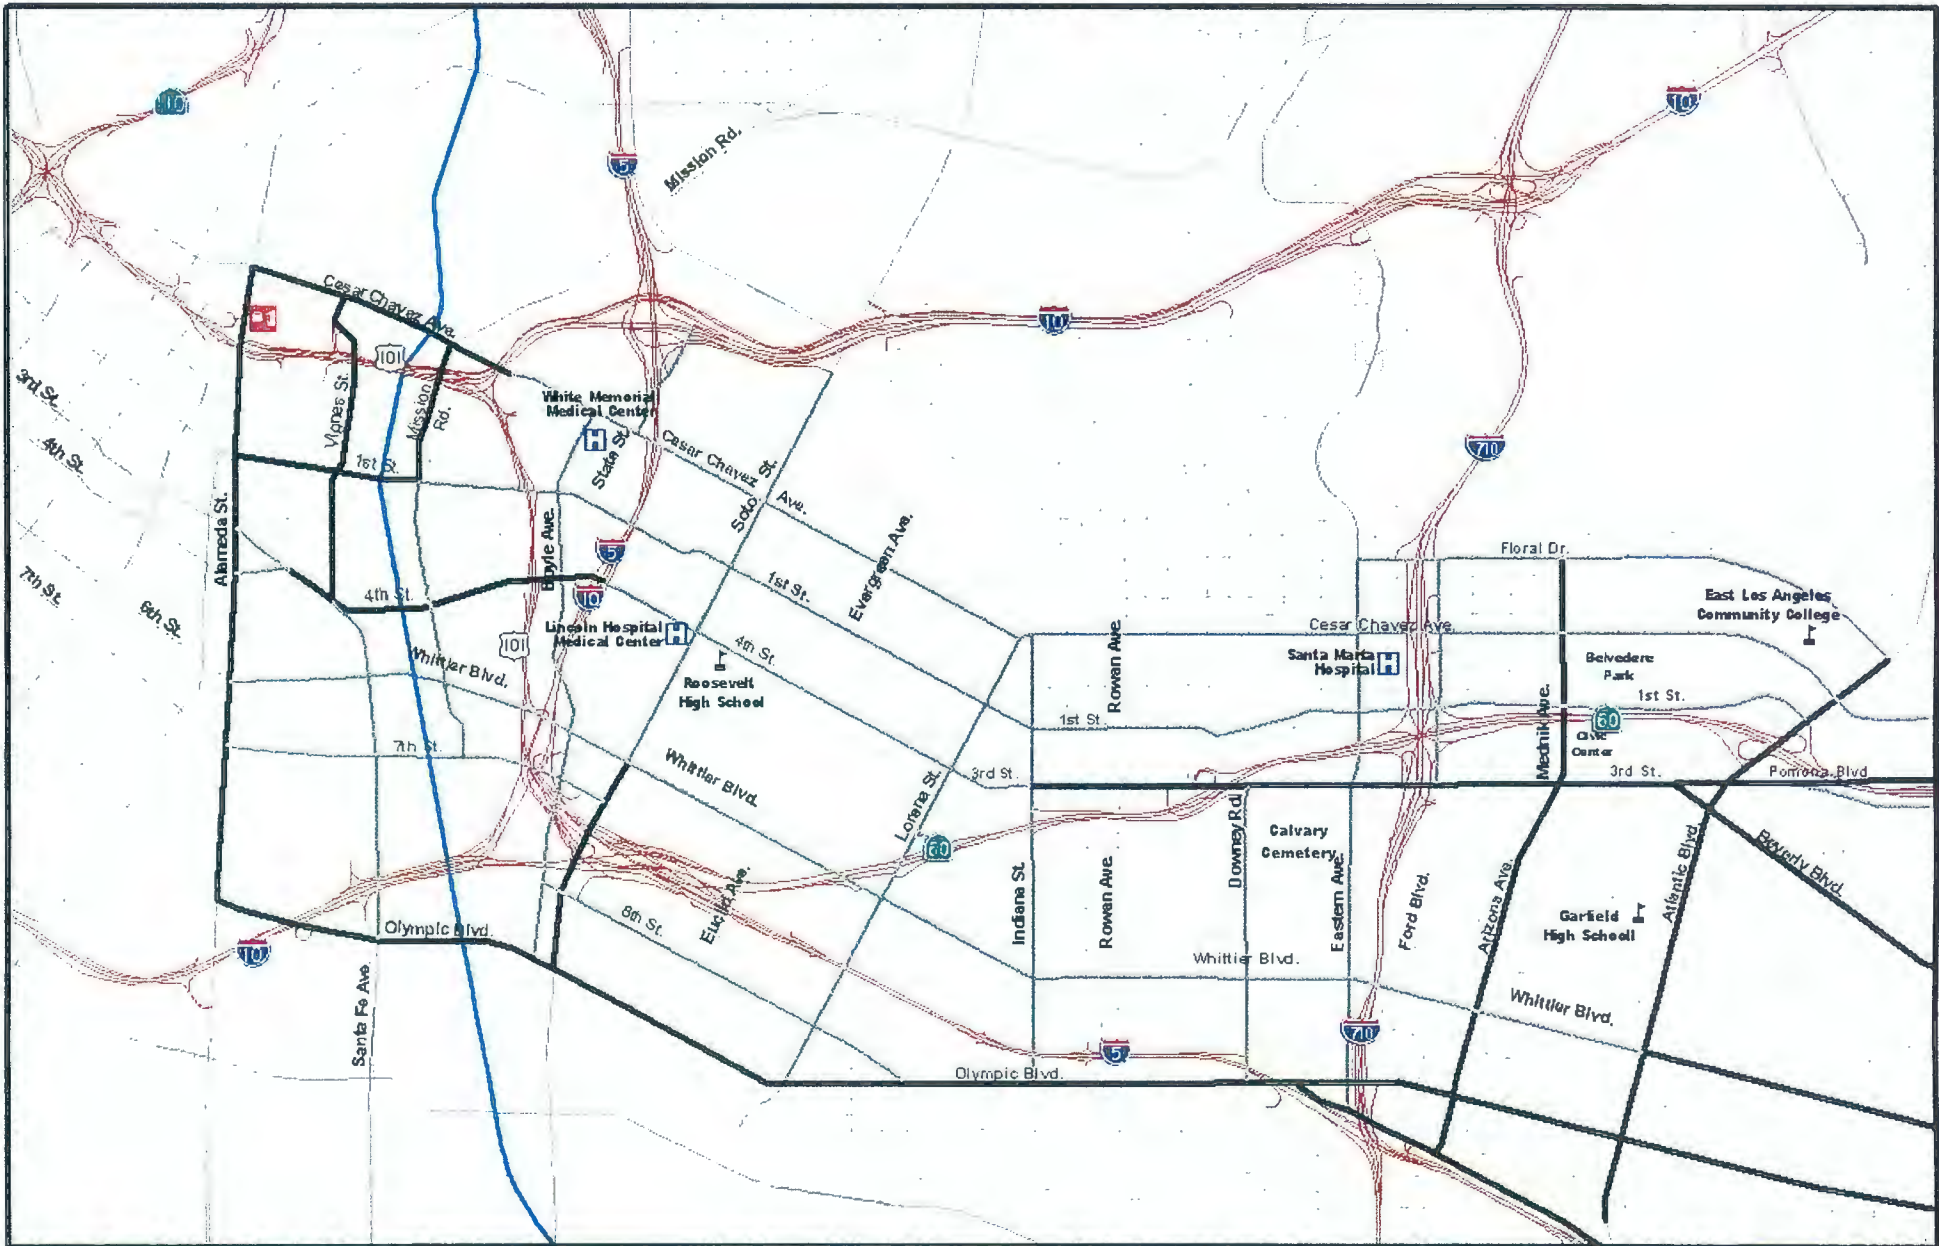 110
10
5
Mission Rd.
Cesar Chavez Ave.
10
101
3rd St.
Vignes St.
Mission
Rd.
White Memorial
Medical Center
H
State St.
Cesar Chavez
Ave.
Soto St.
710
4th St.
1st St.
Alameda St.
Boyle Ave.
5
Evergreen Ave.
Floral Dr.
7th St.
6th St.
4th St.
10
1st St.
East Los Angeles
Community College
101
Lincoln Hospital
Medical Center
H
4th St.
Rowan Ave.
Cesar Chavez Ave.
Santa Marta
Hospital
H
Belvedere
Park
Whittier Blvd.
Roosevelt
High School
1st St.
1st St.
Mednik Ave.
60
Civic
Center
7th St.
Whittier Blvd.
3rd St.
3rd St.
Pomona Blvd
Lorena St.
60
Downey Rd.
Calvary
Cemetery
Beverly Blvd.
Atlantic Blvd.
Indiana St.
Rowan Ave.
Eastern Ave.
Ford Blvd.
Arizona Ave.
Garfield
High Schooll
Euclid Ave.
8th St.
10
Olympic Blvd.
Whittier Blvd.
Santa Fe Ave.
Whittier Blvd.
710
5
Olympic Blvd.